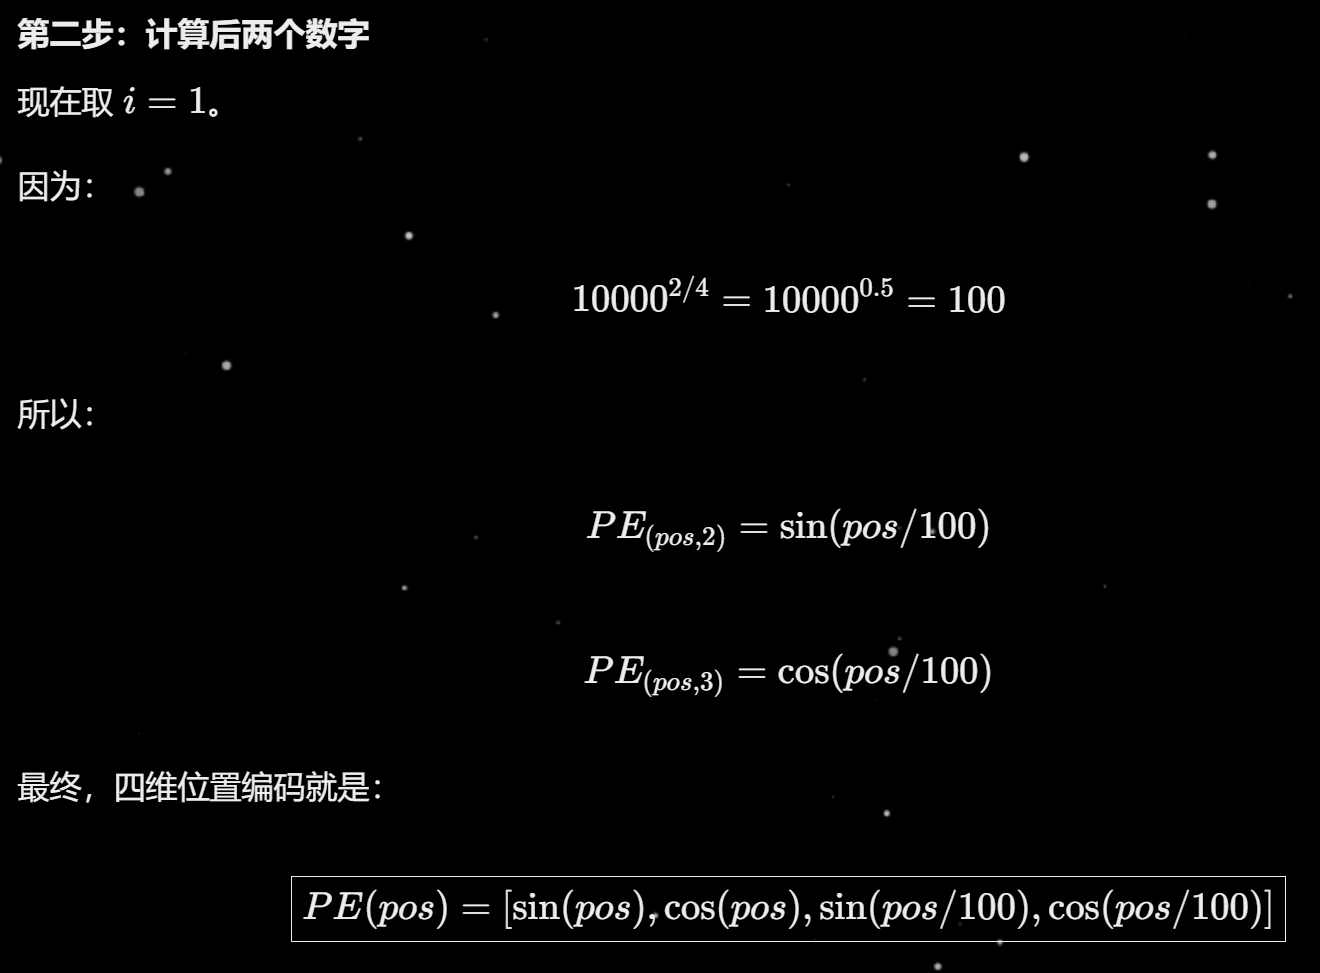 第二步：计算后两个数字
现在取 i = 1。
因为：
10000^{2/4} = 10000^{0.5} = 100
所以：
PE_{(pos,2)} = sin(pos/100)
PE_{(pos,3)} = cos(pos/100)
最终，四维位置编码就是：
PE(pos) = [sin(pos), cos(pos), sin(pos/100), cos(pos/100)]